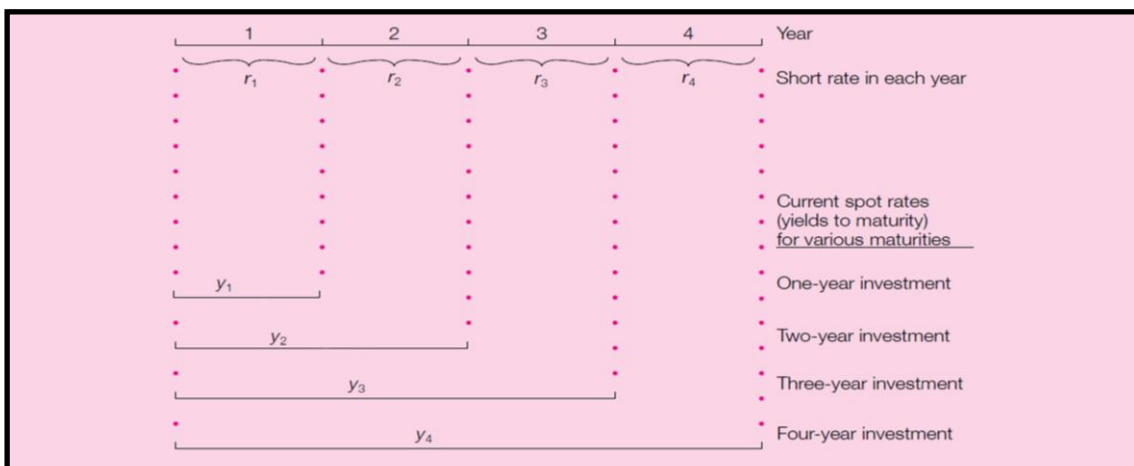 1 2 3 4 Year
r1 r2 r3 r4 Short rate in each year
Current spot rates
(yields to maturity)
for various maturities
y1 One-year investment
y2 Two-year investment
y3 Three-year investment
y4 Four-year investment